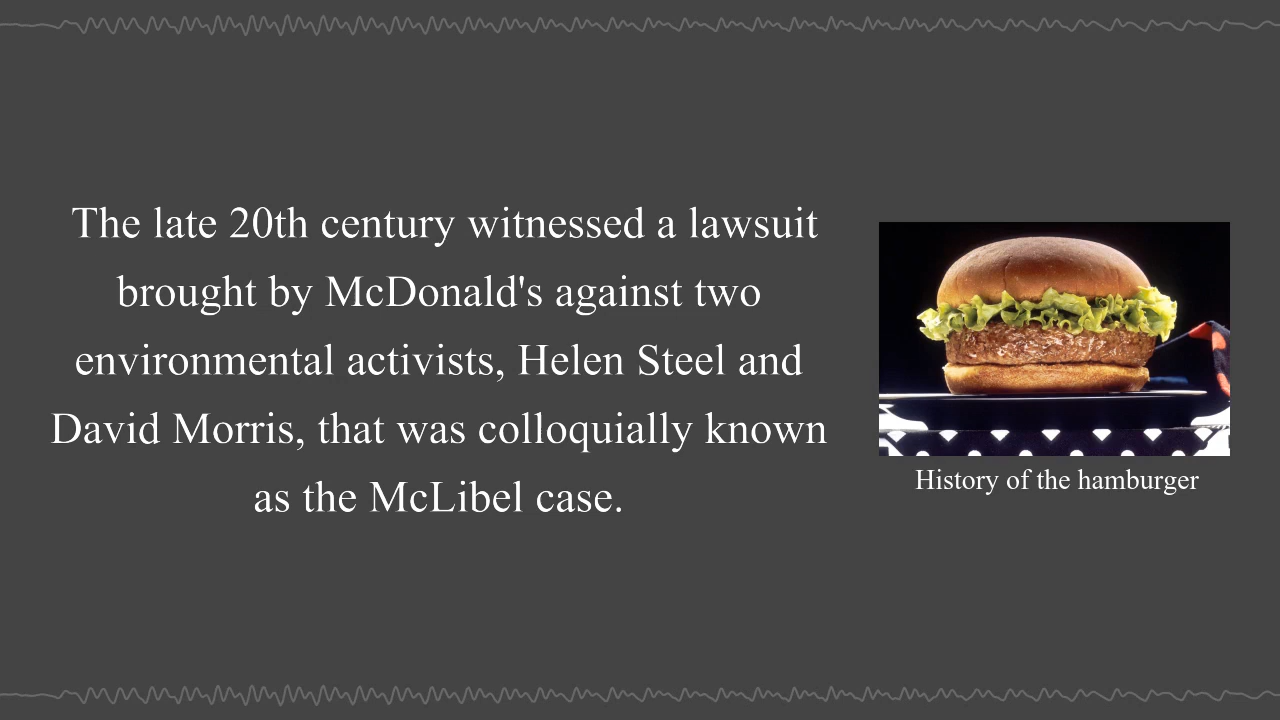 The late 20th century witnessed a lawsuit
brought by McDonald's against two
environmental activists, Helen Steel and
David Morris, that was colloquially known
as the McLibel case.
History of the hamburger